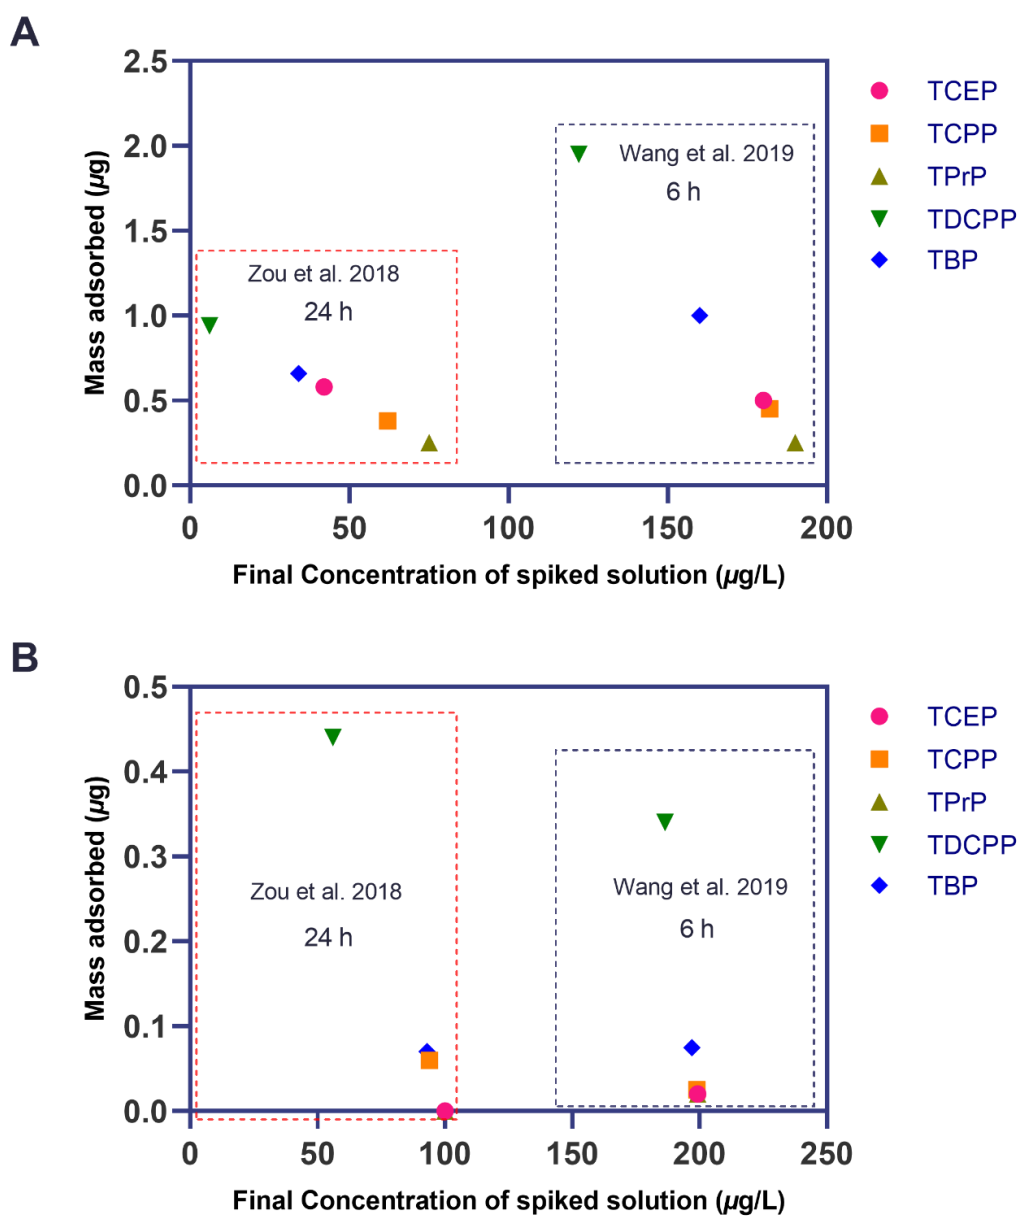 A
2.5
2.0
1.5
1.0
0.5
0.0
0
50
100
150
200
Mass adsorbed (µg)
Final Concentration of spiked solution (µg/L)
Zou et al. 2018
24 h
Wang et al. 2019
6 h
TCEP
TCPP
TPrP
TDCPP
TBP
B
0.5
0.4
0.3
0.2
0.1
0.0
0
50
100
150
200
250
Mass adsorbed (µg)
Final Concentration of spiked solution (µg/L)
Zou et al. 2018
24 h
Wang et al. 2019
6 h
TCEP
TCPP
TPrP
TDCPP
TBP